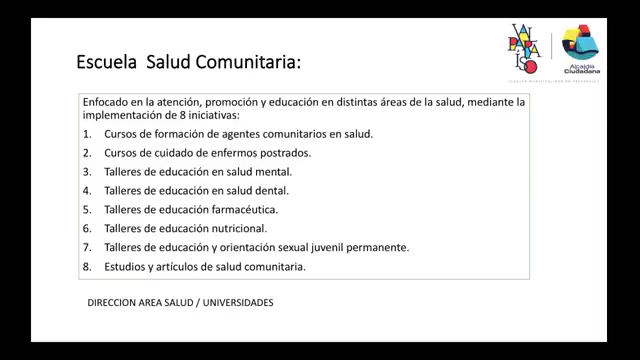 VAL
PARA
ÍSO
Alcaldía
Ciudadana
Escuela Salud Comunitaria:
Enfocado en la atención, promoción y educación en distintas áreas de la salud, mediante la
implementación de 8 iniciativas:
1. Cursos de formación de agentes comunitarios en salud.
2. Cursos de cuidado de enfermos postrados.
3. Talleres de educación en salud mental.
4. Talleres de educación en salud dental.
5. Talleres de educación farmacéutica.
6. Talleres de educación nutricional.
7. Talleres de educación y orientación sexual juvenil permanente.
8. Estudios y artículos de salud comunitaria.
DIRECCION AREA SALUD / UNIVERSIDADES